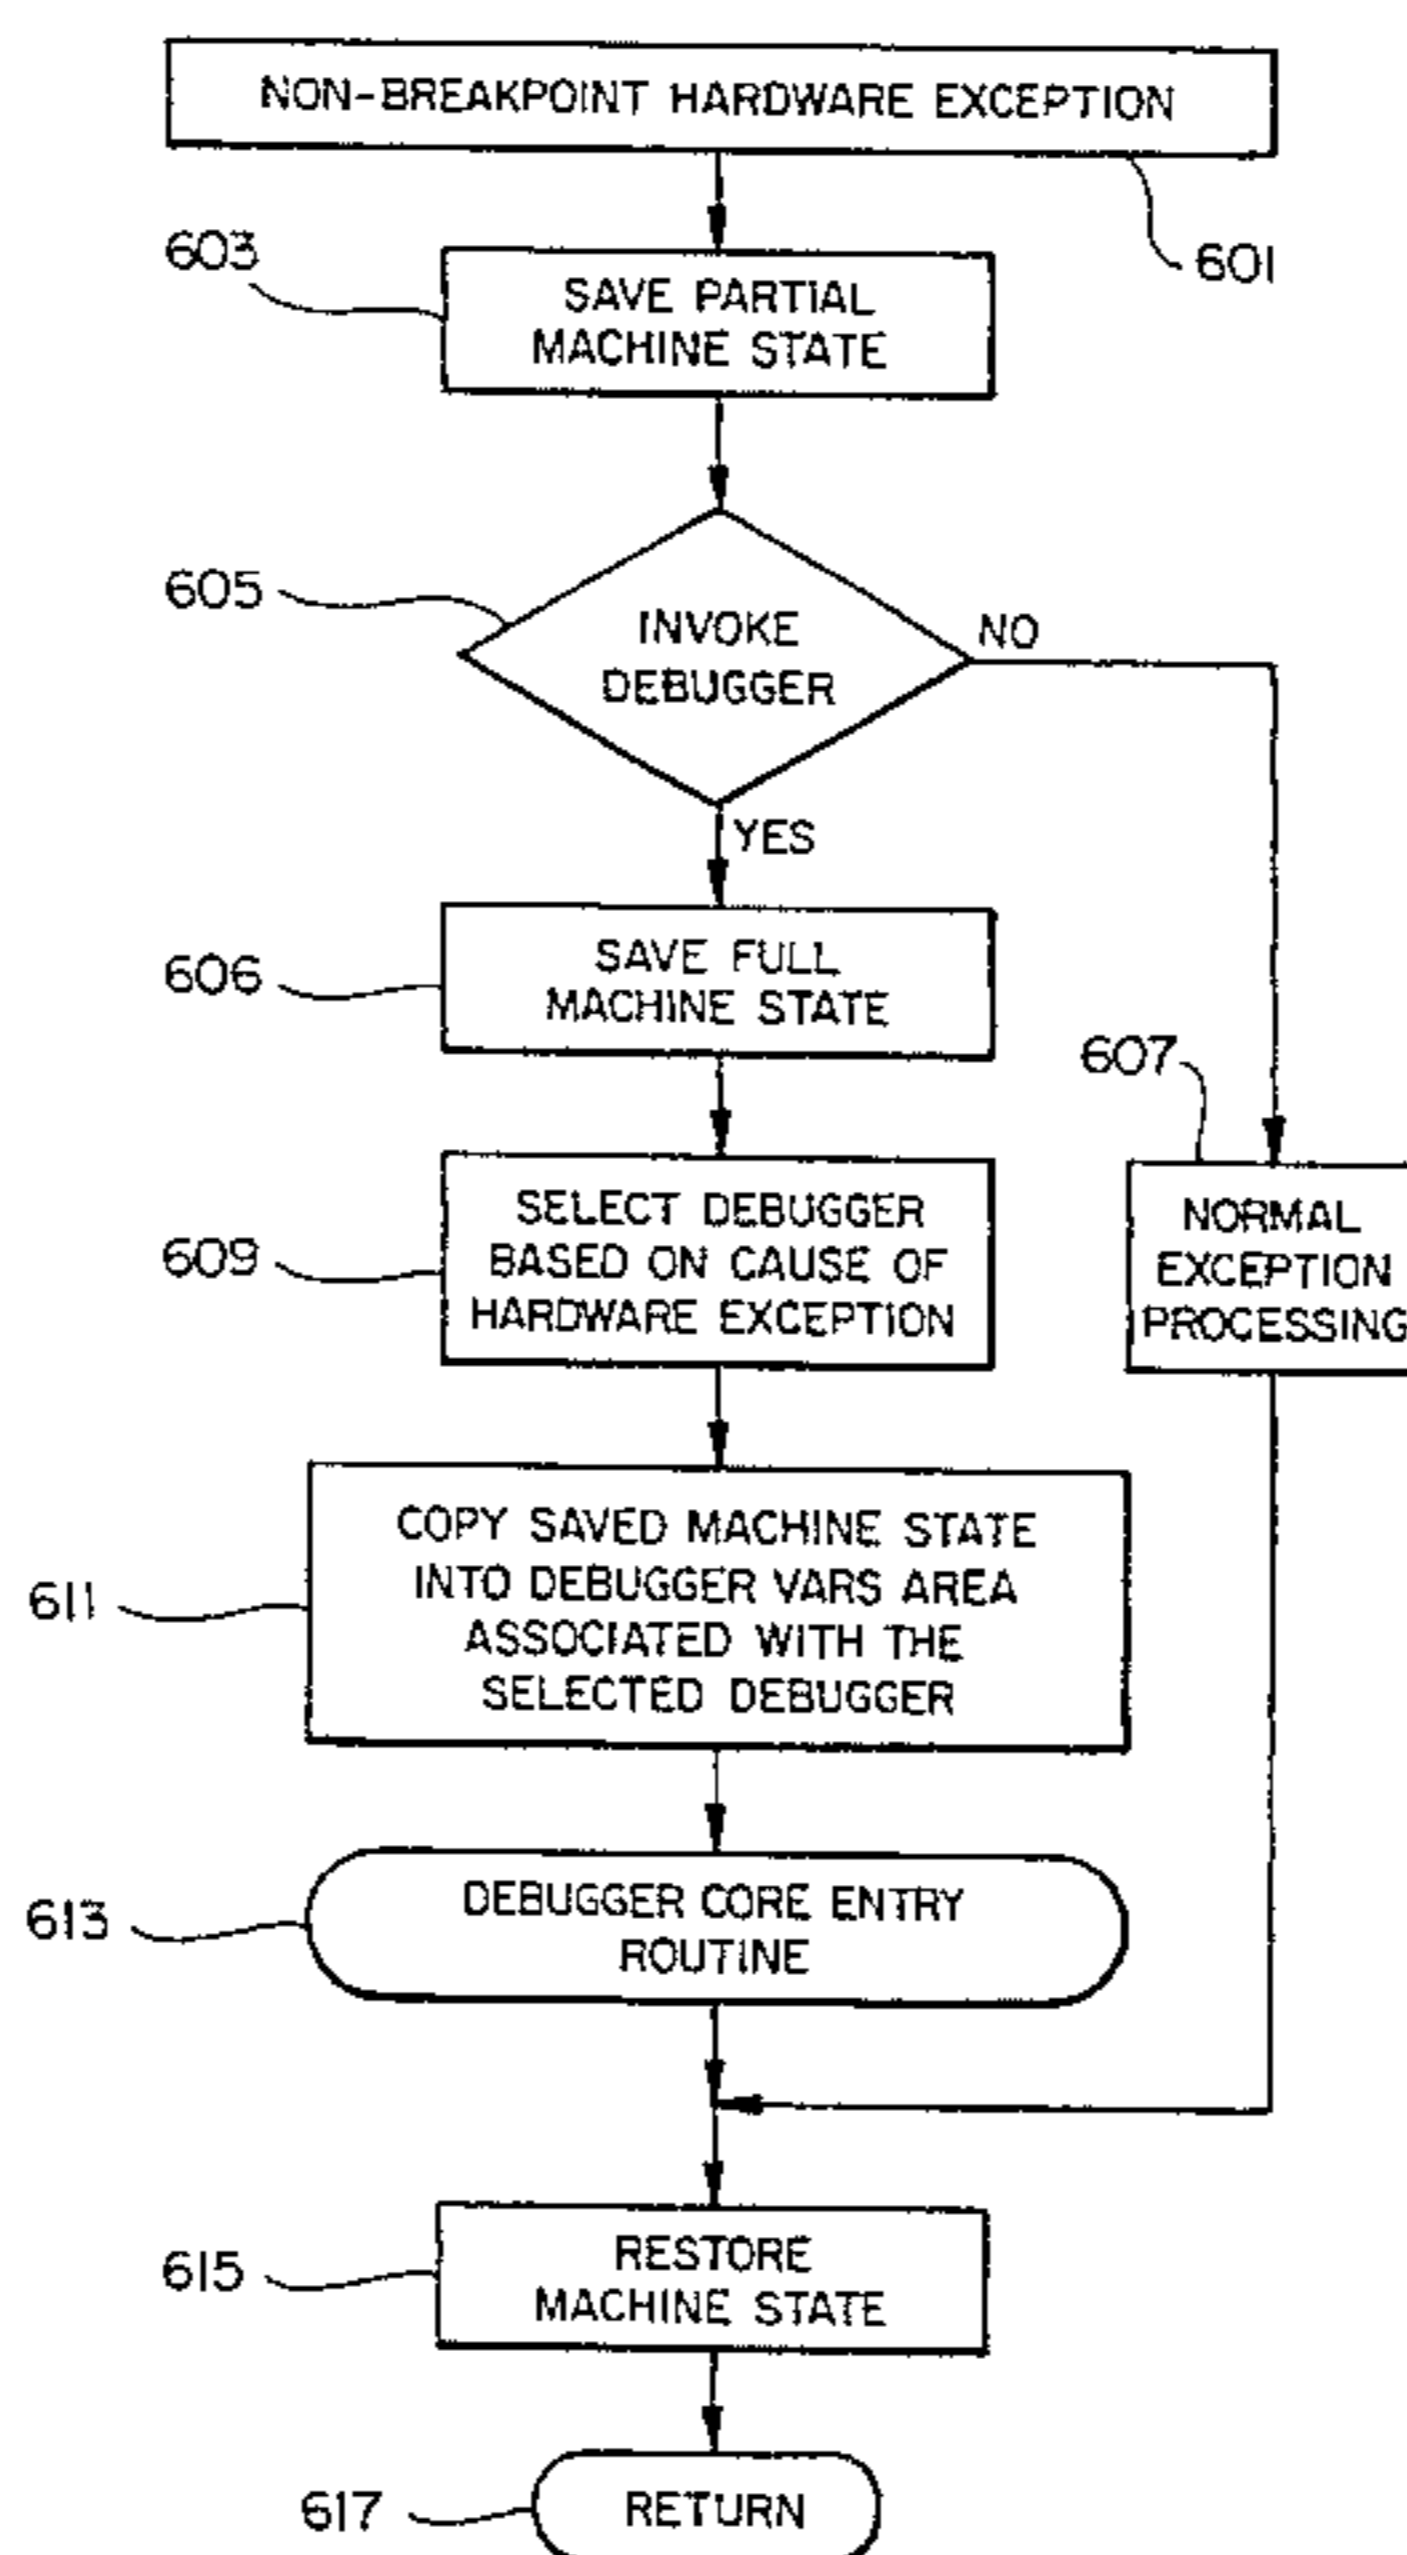 NON-BREAKPOINT HARDWARE EXCEPTION
601
603
SAVE PARTIAL
MACHINE STATE
605
INVOKE
DEBUGGER
NO
YES
606
SAVE FULL
MACHINE STATE
607
NORMAL
EXCEPTION
PROCESSING
609
SELECT DEBUGGER
BASED ON CAUSE OF
HARDWARE EXCEPTION
611
COPY SAVED MACHINE STATE
INTO DEBUGGER VARS AREA
ASSOCIATED WITH THE
SELECTED DEBUGGER
613
DEBUGGER CORE ENTRY
ROUTINE
615
RESTORE
MACHINE STATE
617
RETURN